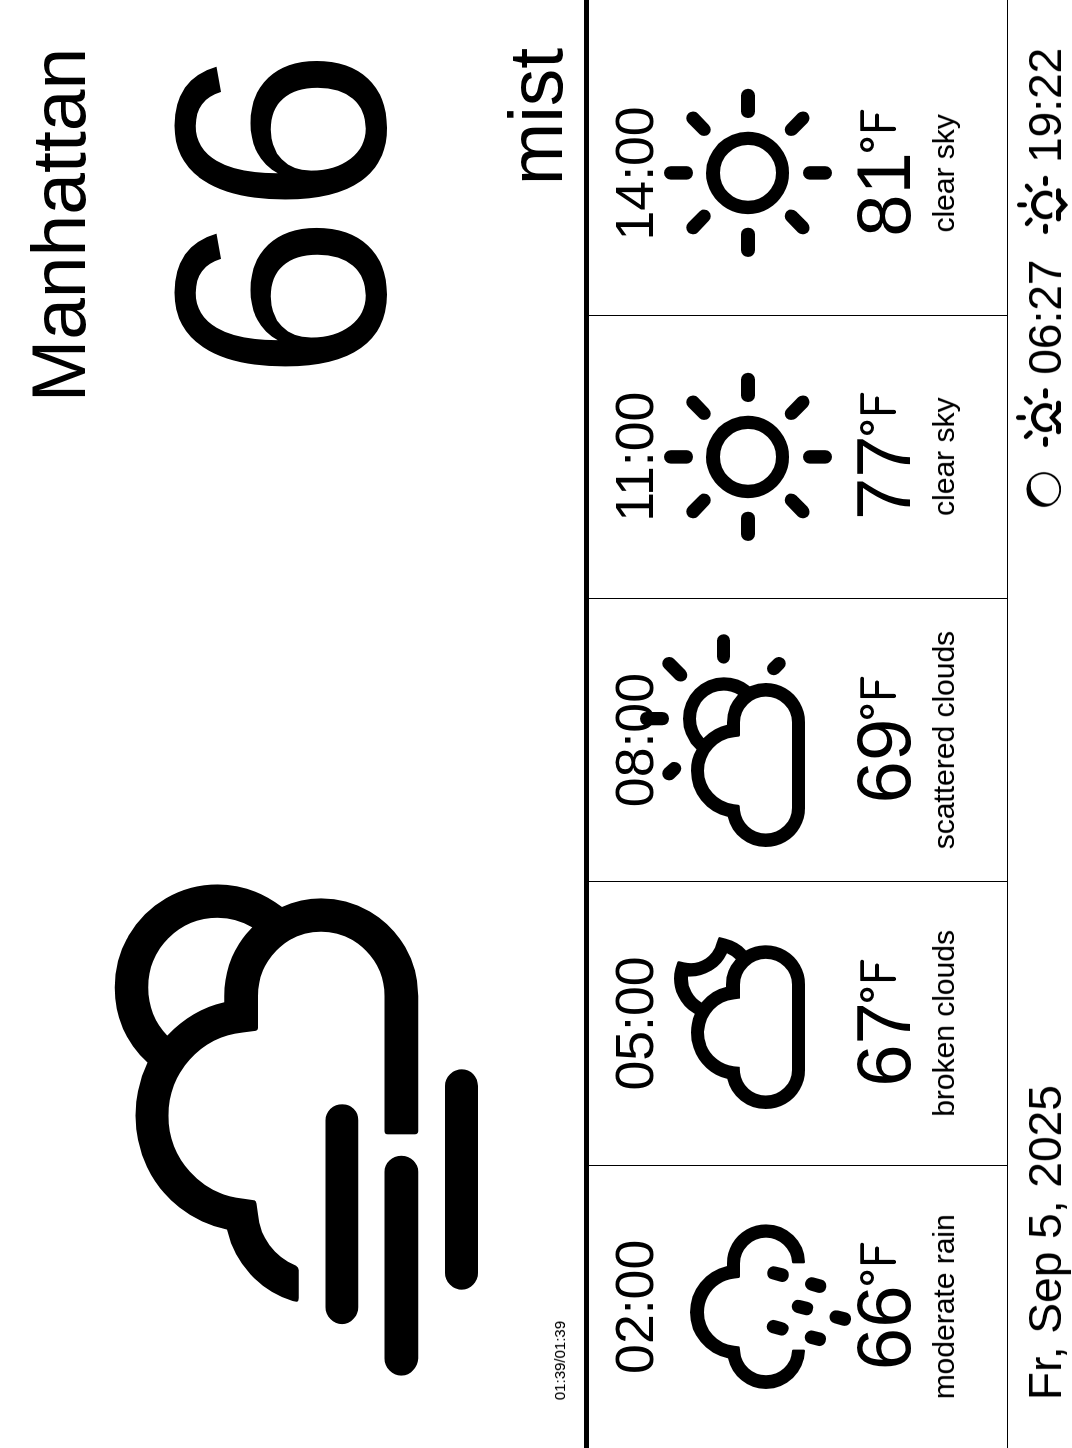 Manhattan
66
mist
01:39/01:39
02:00 05:00 08:00 11:00 14:00
66°F 67°F 69°F 77°F 81°F
moderate rain broken clouds scattered clouds clear sky clear sky
Fr, Sep 5, 2025 06:27 19:22